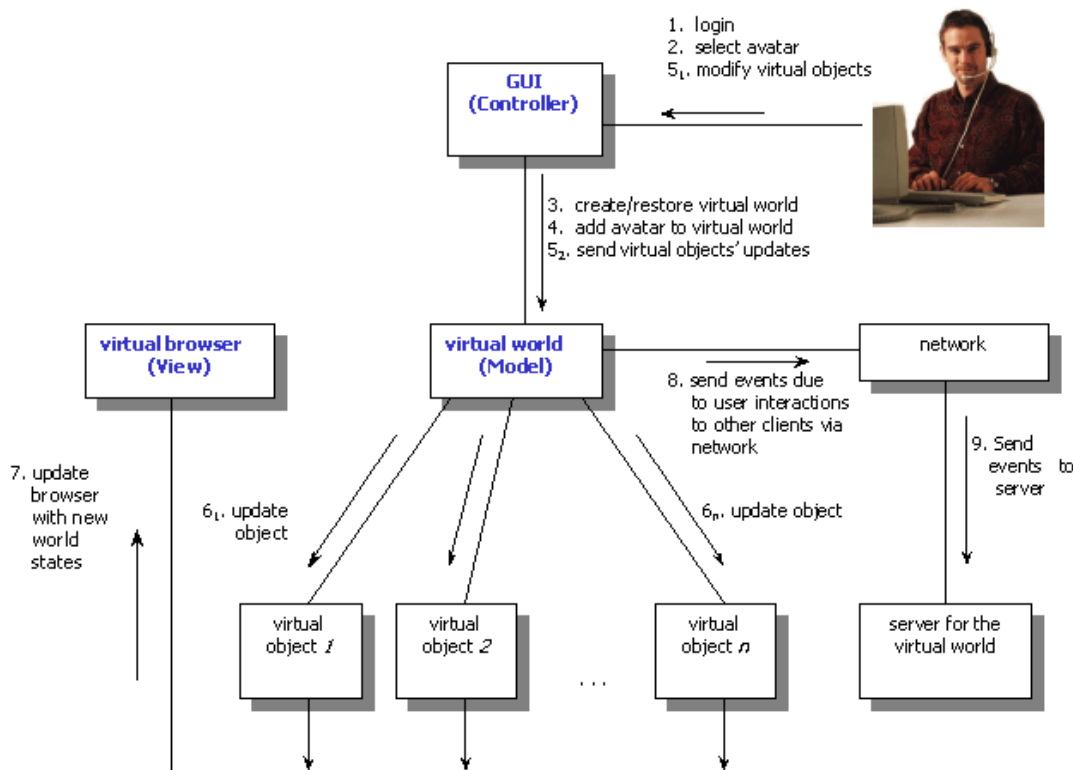 1. login
2. select avatar
5₁. modify virtual objects
GUI
(Controller)
3. create/restore virtual world
4. add avatar to virtual world
5₂. send virtual objects' updates
virtual browser
(View)
virtual world
(Model)
network
8. send events due
to user interactions
to other clients via
network
9. Send
events to
server
7. update
browser
with new
world
states
6₁. update
object
6ₙ. update object
virtual
object 1
virtual
object 2
...
virtual
object n
server for the
virtual world